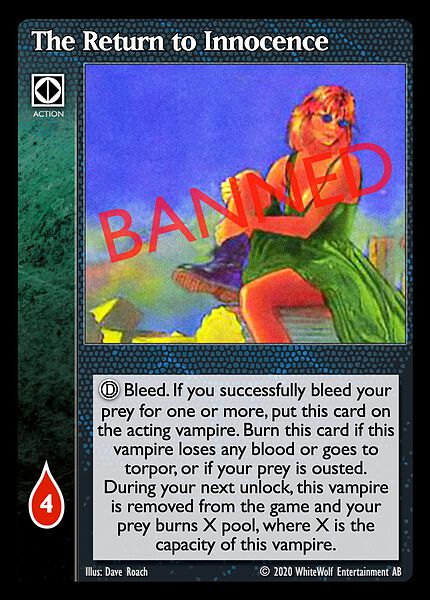 The Return to Innocence
ACTION
BANNED
D Bleed. If you successfully bleed your
prey for one or more, put this card on
the acting vampire. Burn this card if this
vampire loses any blood or goes to
torpor, or if your prey is ousted.
During your next unlock, this vampire
is removed from the game and your
prey burns X pool, where X is the
capacity of this vampire.
4
Illus: Dave Roach
© 2020 WhiteWolf Entertainment AB